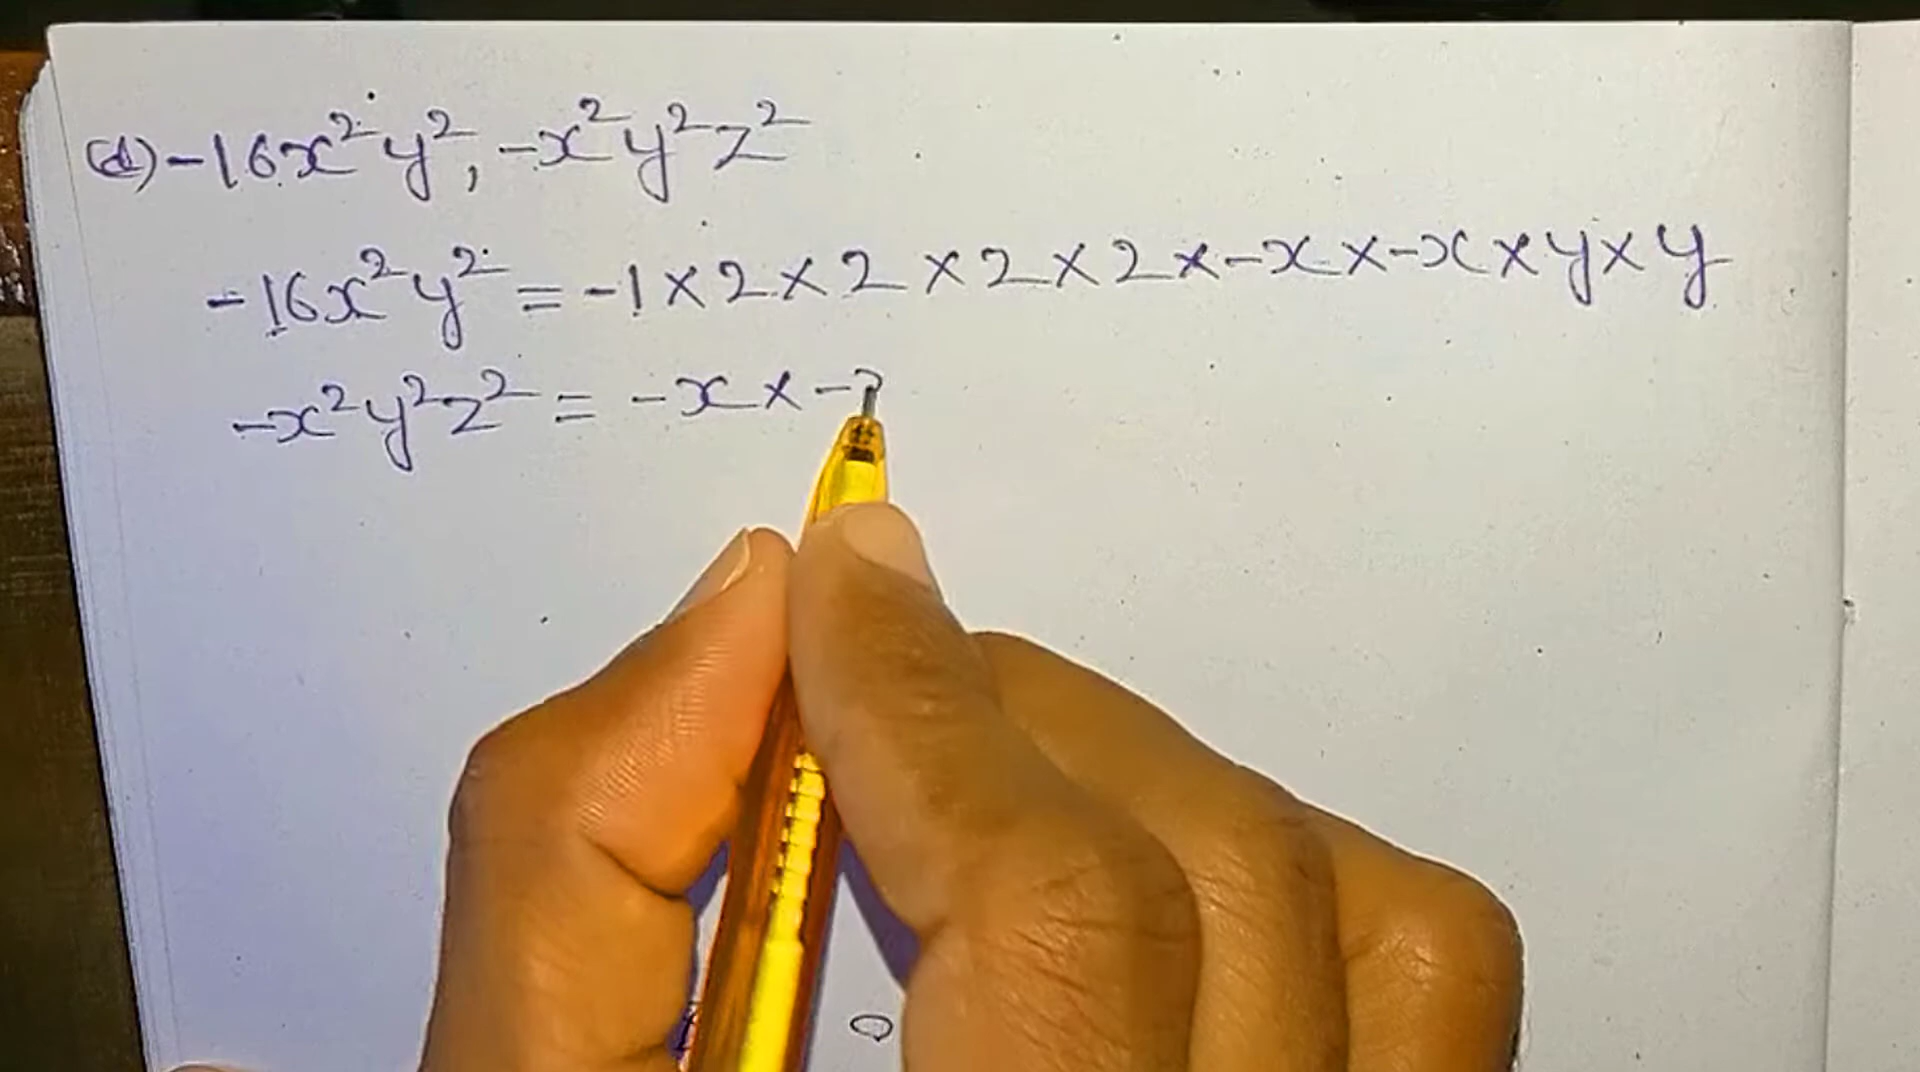 (d) -16x²y², -x²y²z²
-16x²y² = -1 × 2 × 2 × 2 × 2 × -x × -x × y × y
-x²y²z² = -x × -